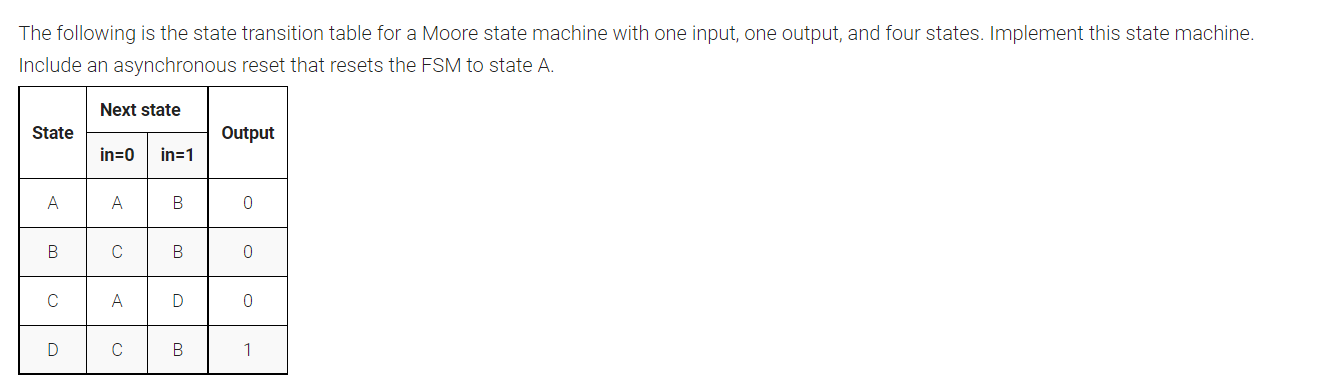 The following is the state transition table for a Moore state machine with one input, one output, and four states. Implement this state machine.
Include an asynchronous reset that resets the FSM to state A.
State Next state Output
in=0 in=1
A A B 0
B C B 0
C A D 0
D C B 1